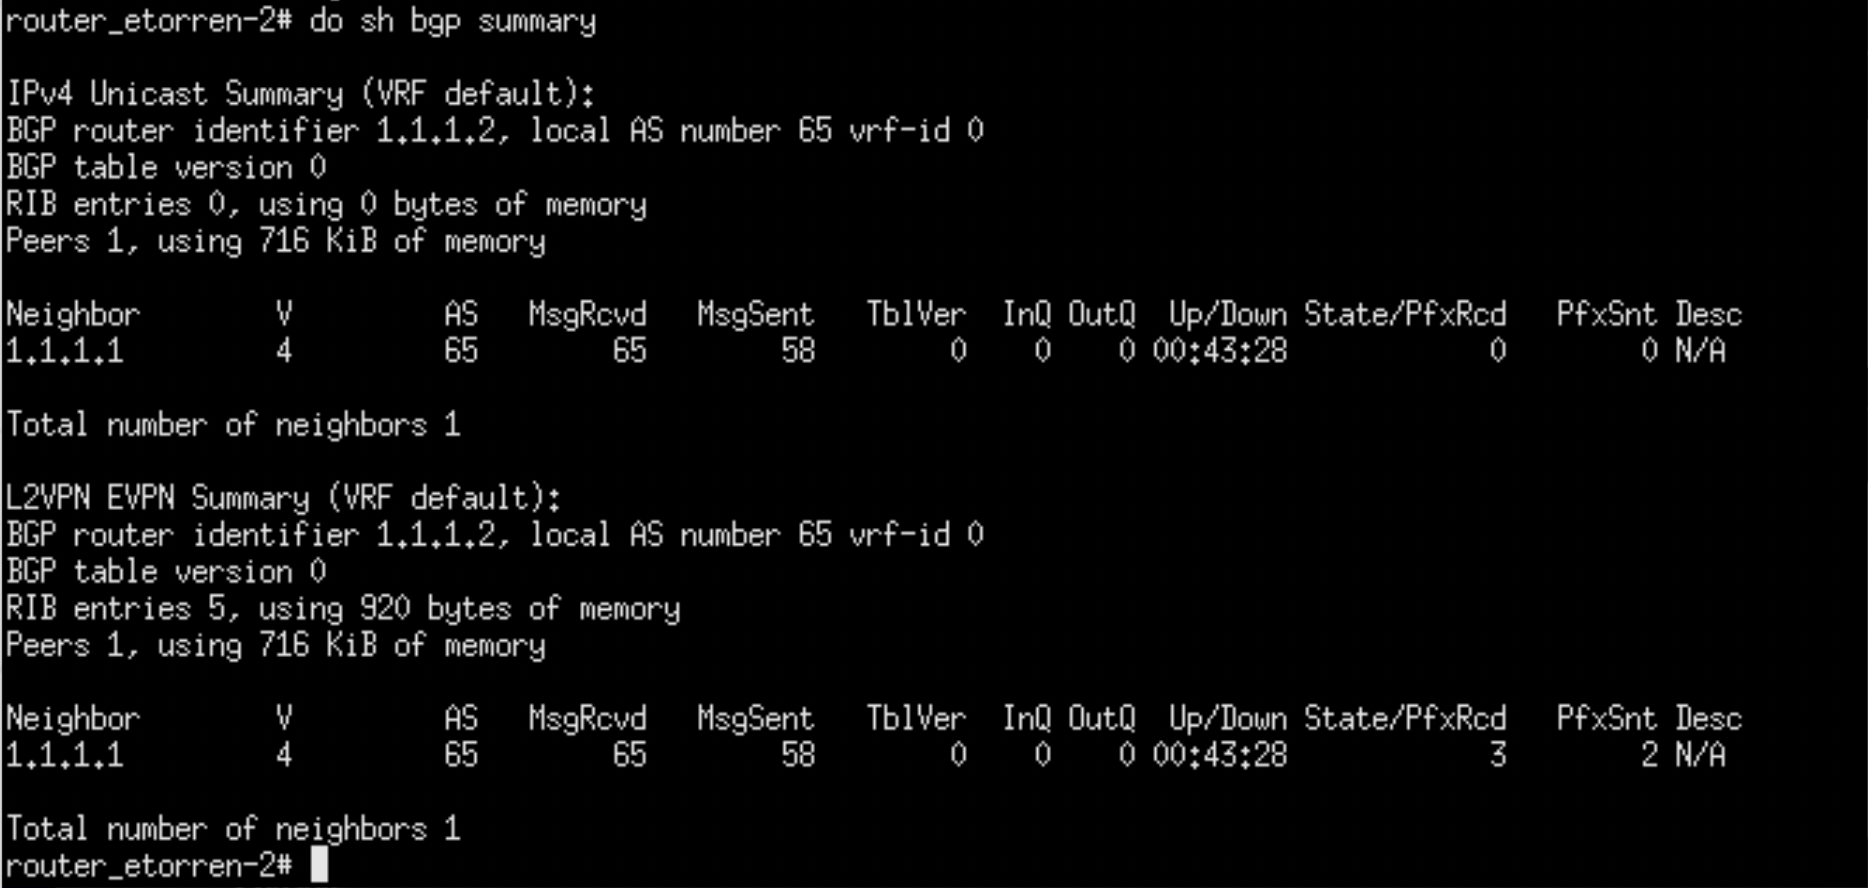 router_etorren-2# do sh bgp summary
IPv4 Unicast Summary (VRF default):
BGP router identifier 1.1.1.2, local AS number 65 vrf-id 0
BGP table version 0
RIB entries 0, using 0 bytes of memory
Peers 1, using 716 KiB of memory
Neighbor V AS MsgRcvd MsgSent TblVer InQ OutQ Up/Down State/PfxRcd PfxSnt Desc
1.1.1.1 4 65 65 58 0 0 0 00:43:28 0 0 N/A
Total number of neighbors 1
L2VPN EVPN Summary (VRF default):
BGP router identifier 1.1.1.2, local AS number 65 vrf-id 0
BGP table version 0
RIB entries 5, using 920 bytes of memory
Peers 1, using 716 KiB of memory
Neighbor V AS MsgRcvd MsgSent TblVer InQ OutQ Up/Down State/PfxRcd PfxSnt Desc
1.1.1.1 4 65 65 58 0 0 0 00:43:28 3 2 N/A
Total number of neighbors 1
router_etorren-2#